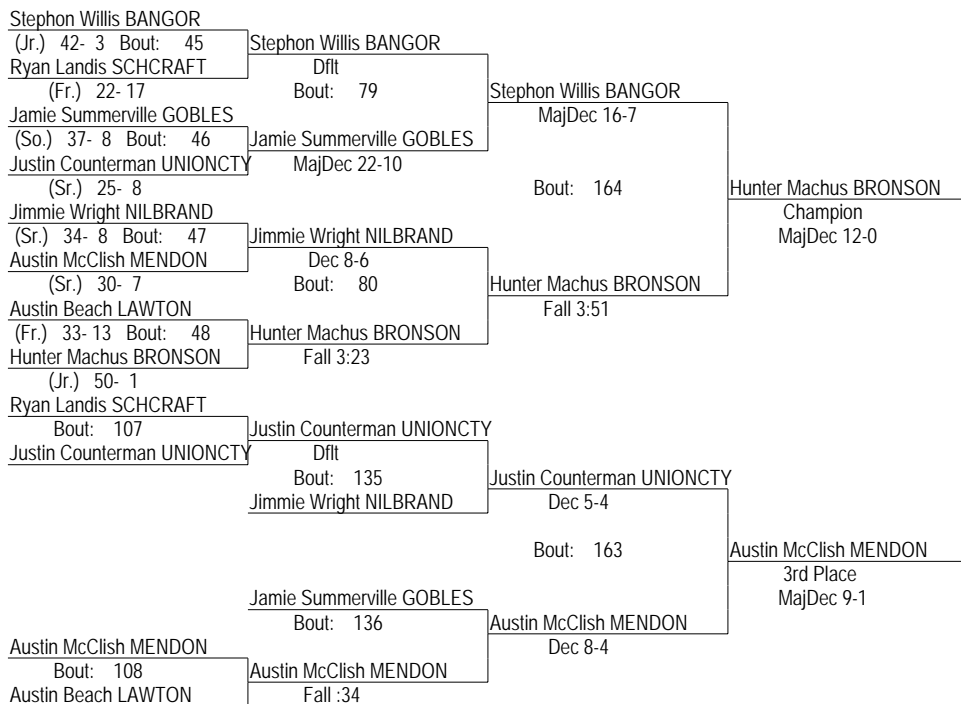 Stephon Willis BANGOR
(Jr.) 42- 3 Bout: 45
Stephon Willis BANGOR
Ryan Landis SCHCRAFT
Dflt
(Fr.) 22- 17
Bout: 79
Stephon Willis BANGOR
Jamie Summerville GOBLES
MajDec 16-7
(So.) 37- 8 Bout: 46
Jamie Summerville GOBLES
Justin Counterman UNIONCTY
MajDec 22-10
(Sr.) 25- 8
Bout: 164
Hunter Machus BRONSON
Jimmie Wright NILBRAND
Champion
(Sr.) 34- 8 Bout: 47
Jimmie Wright NILBRAND
MajDec 12-0
Austin McClish MENDON
Dec 8-6
(Sr.) 30- 7
Bout: 80
Hunter Machus BRONSON
Austin Beach LAWTON
Fall 3:51
(Fr.) 33- 13 Bout: 48
Hunter Machus BRONSON
Hunter Machus BRONSON
Fall 3:23
(Jr.) 50- 1
Ryan Landis SCHCRAFT
Bout: 107
Justin Counterman UNIONCTY
Justin Counterman UNIONCTY
Dflt
Bout: 135
Justin Counterman UNIONCTY
Jimmie Wright NILBRAND
Dec 5-4
Bout: 163
Austin McClish MENDON
3rd Place
Jamie Summerville GOBLES
MajDec 9-1
Bout: 136
Austin McClish MENDON
Austin McClish MENDON
Dec 8-4
Bout: 108
Austin McClish MENDON
Austin Beach LAWTON
Fall :34